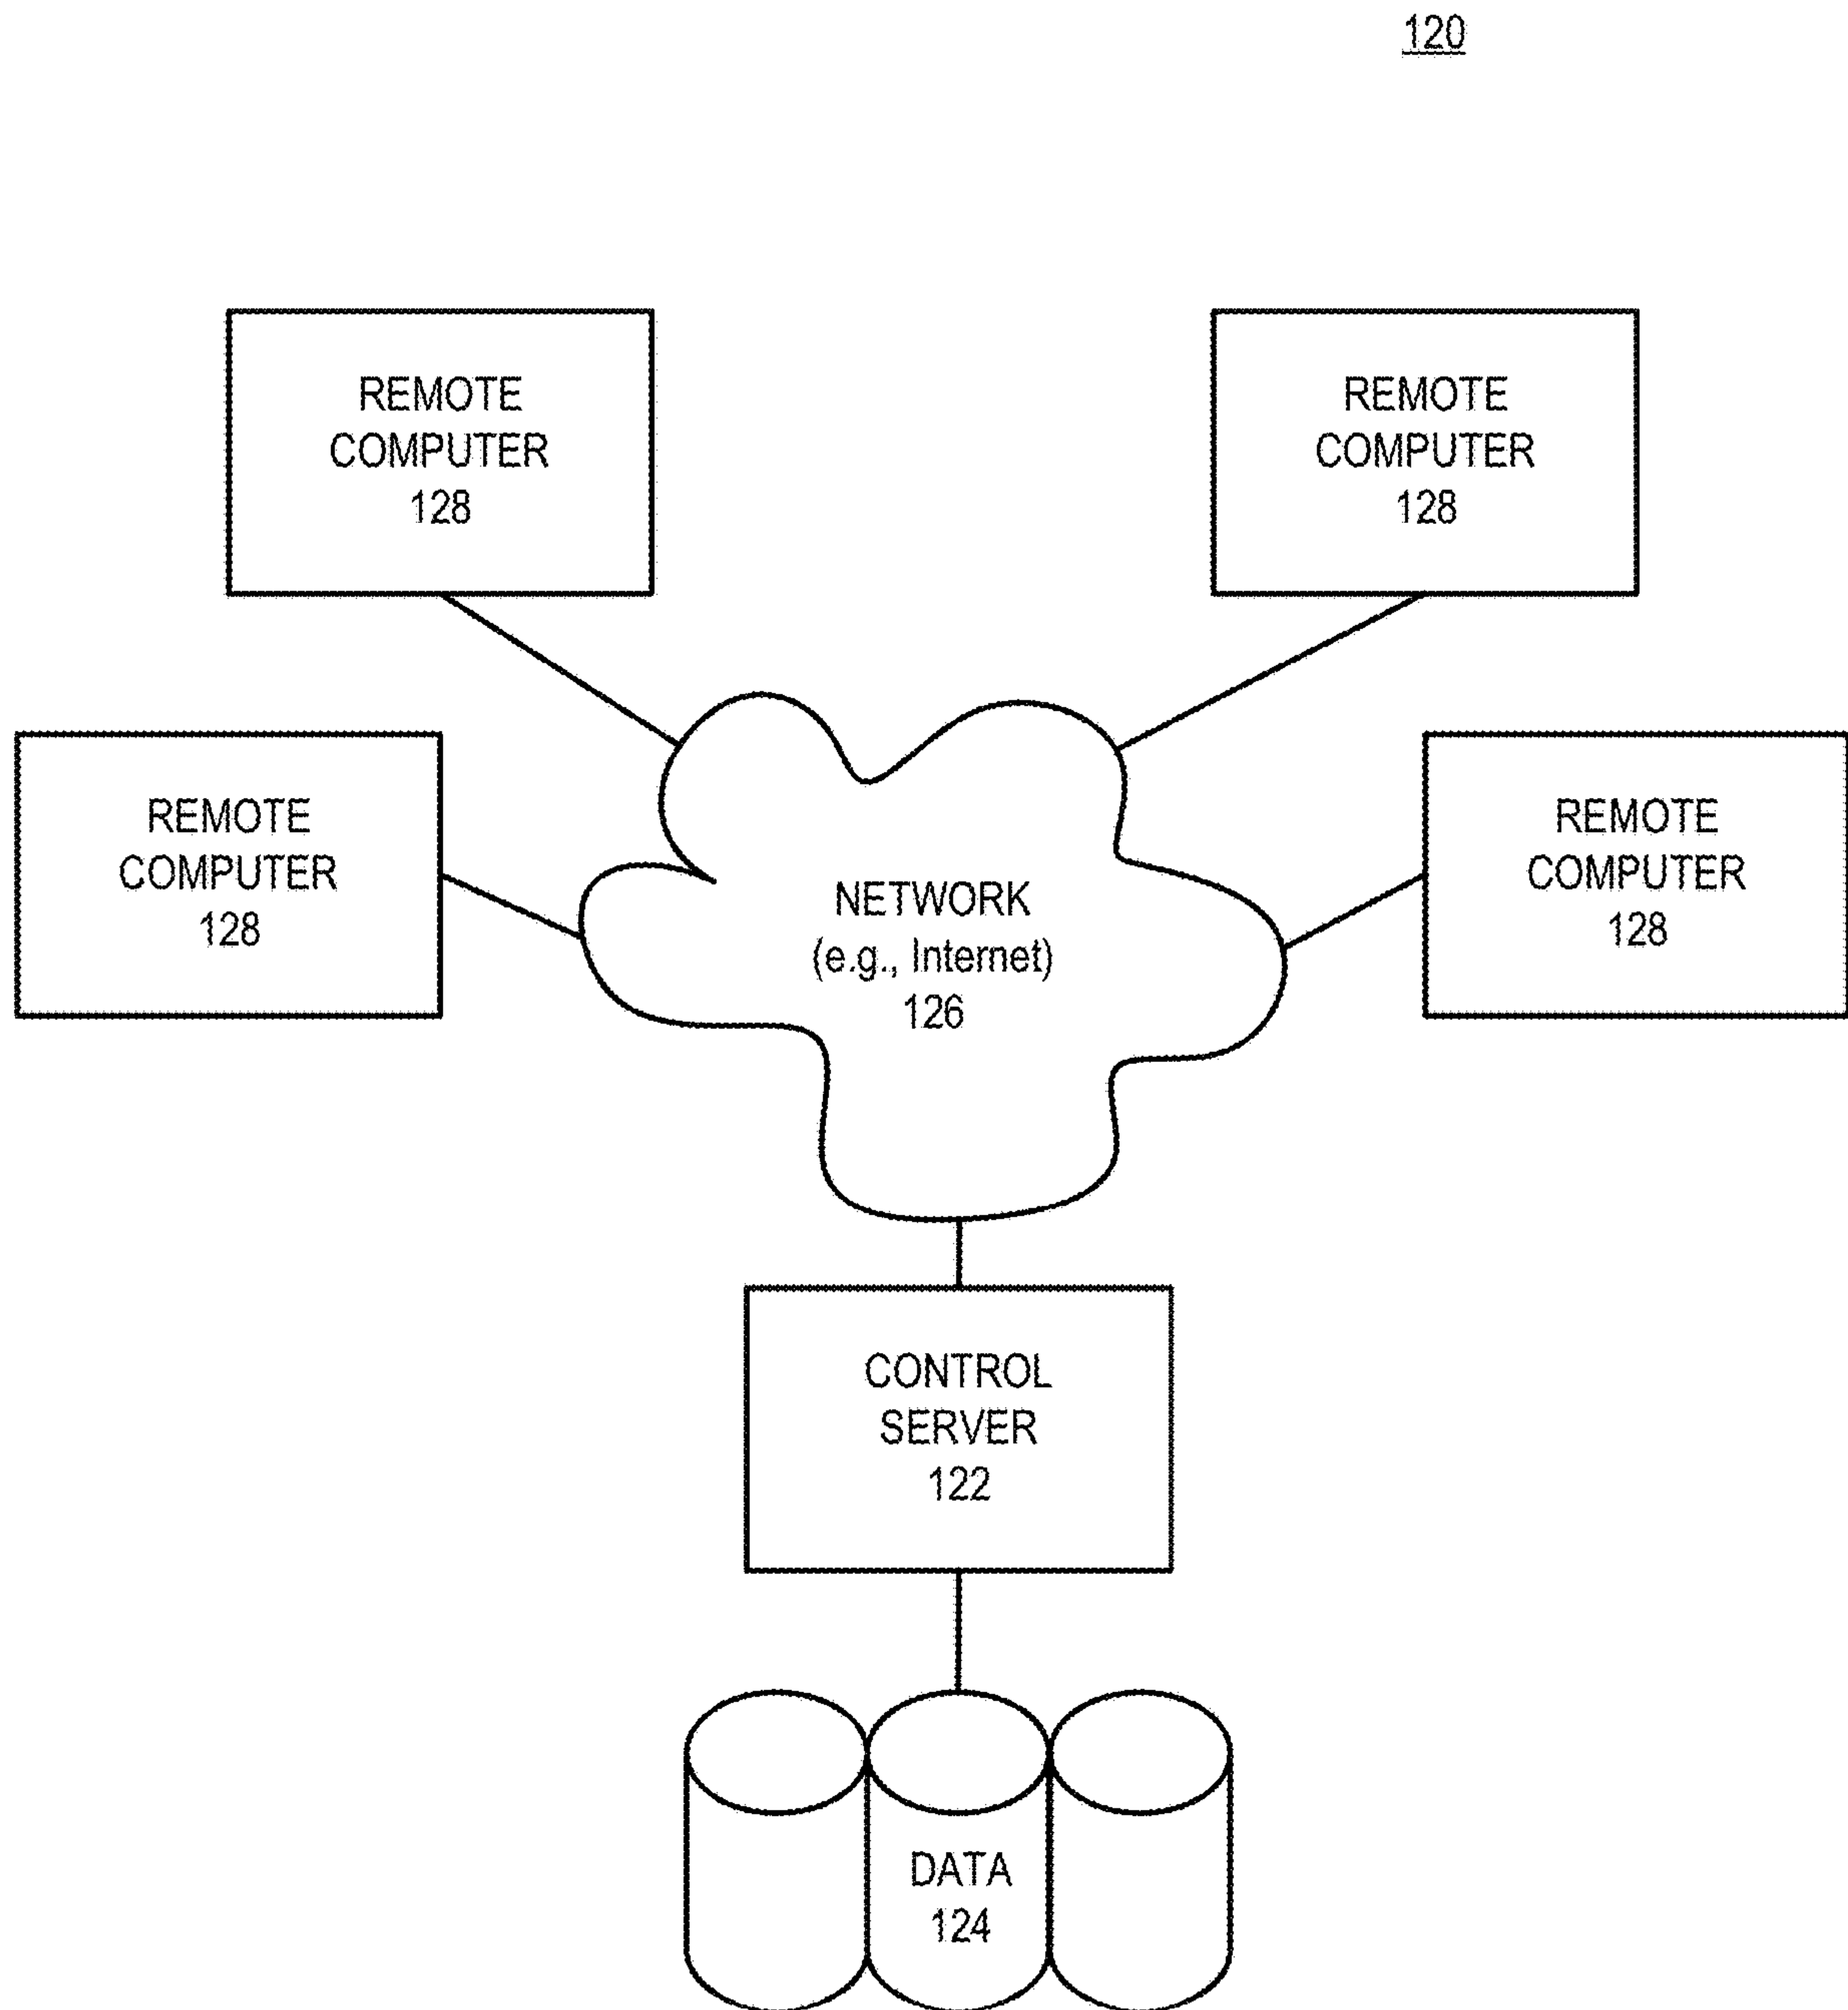 120
REMOTE
COMPUTER
128
REMOTE
COMPUTER
128
REMOTE
COMPUTER
128
NETWORK
(e.g., Internet)
126
REMOTE
COMPUTER
128
CONTROL
SERVER
122
DATA
124